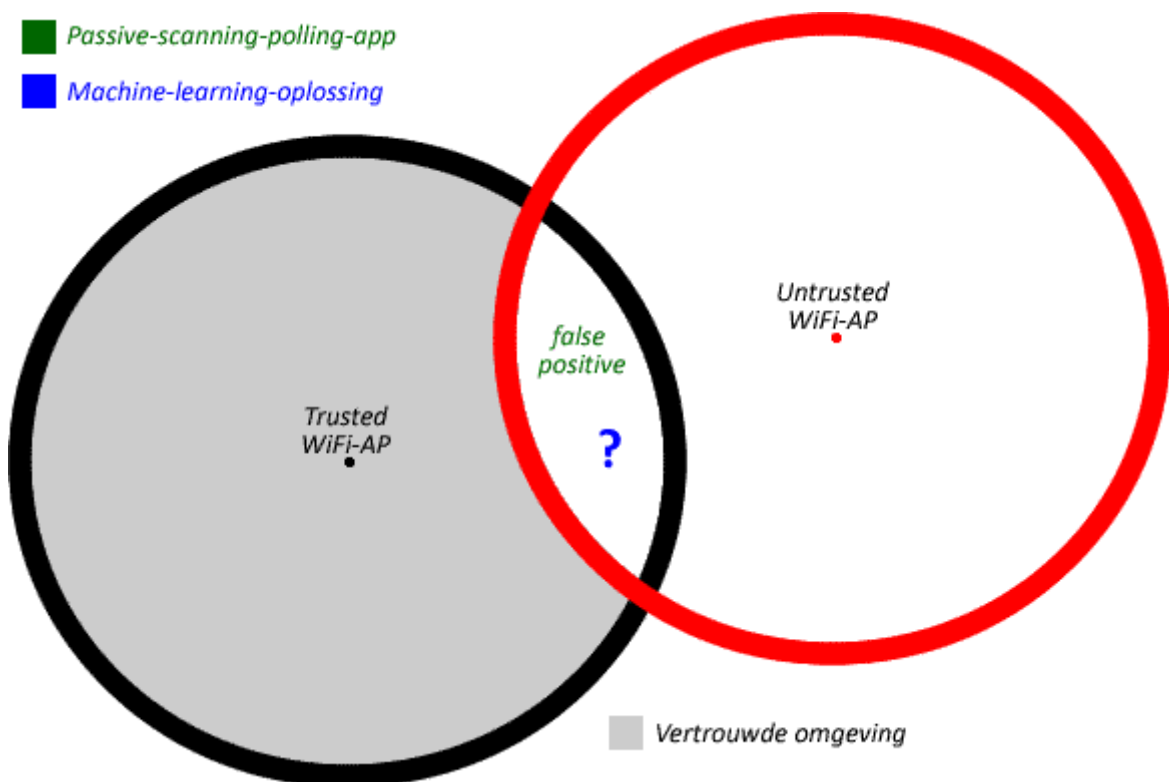 Passive-scanning-polling-app
Machine-learning-oplossing
Untrusted
WiFi-AP
false
positive
Trusted
WiFi-AP
?
Vertrouwde omgeving